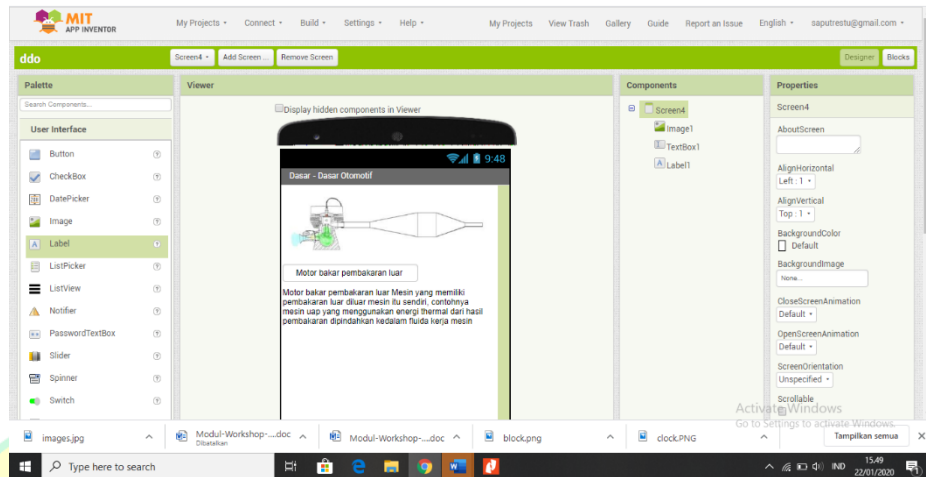 MIT
APP INVENTOR
My Projects
Connect
Build
Settings
Help
My Projects
View Trash
Gallery
Guide
Report an Issue
English
saputrestu@gmail.com
ddo
Screen4
Add Screen ...
Remove Screen
Designer
Blocks
Palette
Search Components...
User Interface
Button
CheckBox
DatePicker
Image
Label
ListPicker
ListView
Notifier
PasswordTextBox
Slider
Spinner
Switch
Viewer
Display hidden components in Viewer
9:48
Dasar - Dasar Otomotif
Motor bakar pembakaran luar
Motor bakar pembakaran luar Mesin yang memiliki
pembakaran luar diluar mesin itu sendiri, contohnya
mesin uap yang menggunakan energi thermal dari hasil
pembakaran dipindahkan kedalam fluida kerja mesin
Components
Screen4
Image1
TextBox1
Label1
Properties
Screen4
AboutScreen
AlignHorizontal
Left : 1
AlignVertical
Top : 1
BackgroundColor
Default
BackgroundImage
None...
CloseScreenAnimation
Default
OpenScreenAnimation
Default
ScreenOrientation
Unspecified
Scrollable
Activate Windows
Go to Settings to activate Windows.
images.jpg
Modul-Workshop-....doc
Dibatalkan
Modul-Workshop-....doc
block.png
clock.PNG
Tampilkan semua
Type here to search
IND
15.49
22/01/2020